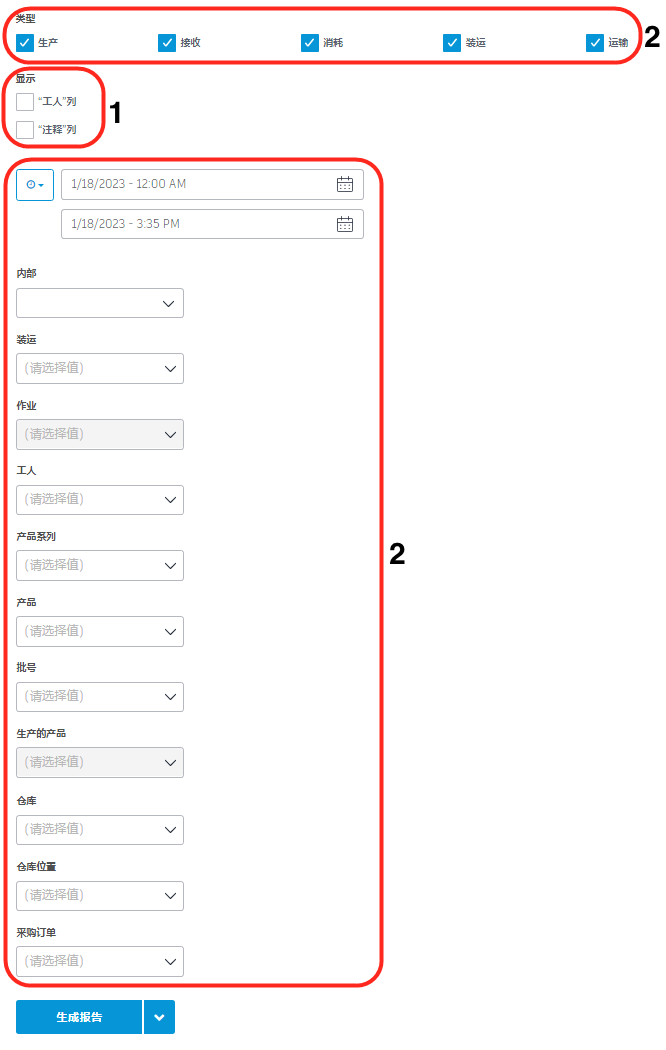 类型
生产 接收 消耗 装运 运输 2
显示
“工人”列
1
“注释”列
1/18/2023 - 12:00 AM
1/18/2023 - 3:35 PM
内部
装运
(请选择值)
作业
(请选择值)
工人
(请选择值)
产品系列
(请选择值)
2
产品
(请选择值)
批号
(请选择值)
生产的产品
(请选择值)
仓库
(请选择值)
仓库位置
(请选择值)
采购订单
(请选择值)
生成报告